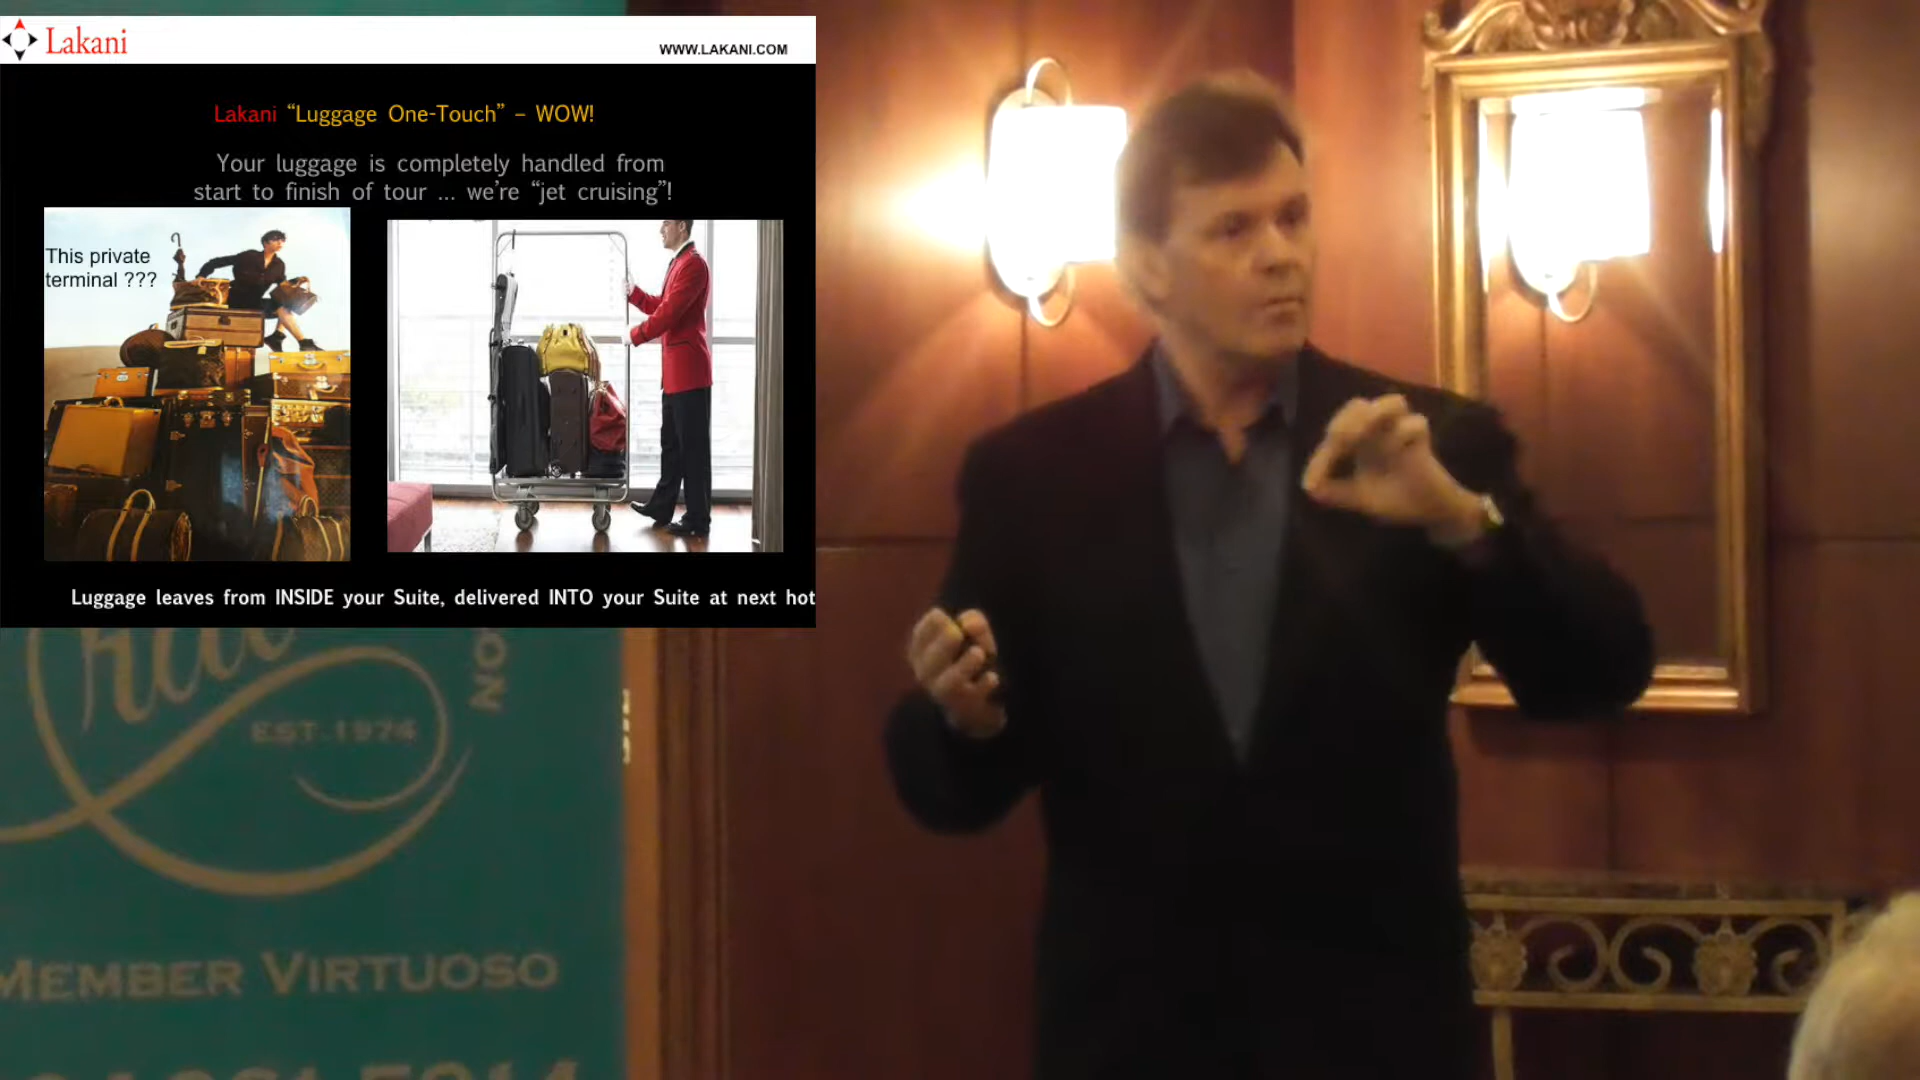 Lakani
WWW.LAKANI.COM
Lakani “Luggage One-Touch” – WOW!
Your luggage is completely handled from
start to finish of tour ... we’re “jet cruising”!
This private
terminal ???
Luggage leaves from INSIDE your Suite, delivered INTO your Suite at next hot
EST. 1974
MEMBER VIRTUOSO